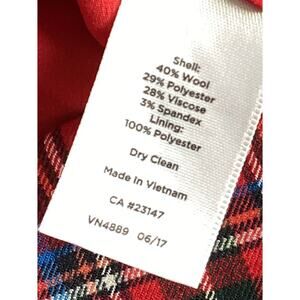 Shell:
40% Wool
29% Polyester
28% Viscose
3% Spandex
Lining:
100% Polyester
Dry Clean
Made In Vietnam
CA #23147
VN4889 06/17